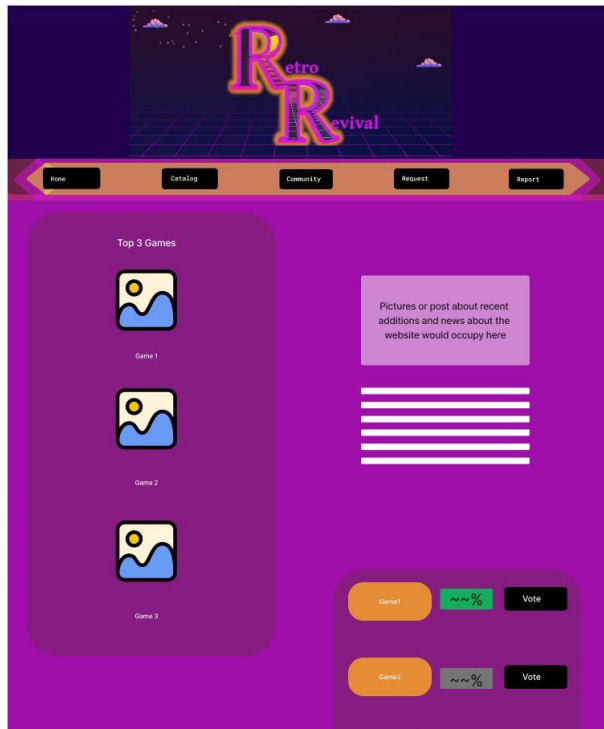 Retro
Revival
Home
Catalog
Community
Request
Report
Top 3 Games
Game 1
Game 2
Game 3
Pictures or post about recent
additions and news about the
website would occupy here
Game1
~~%
Vote
Game2
~~%
Vote